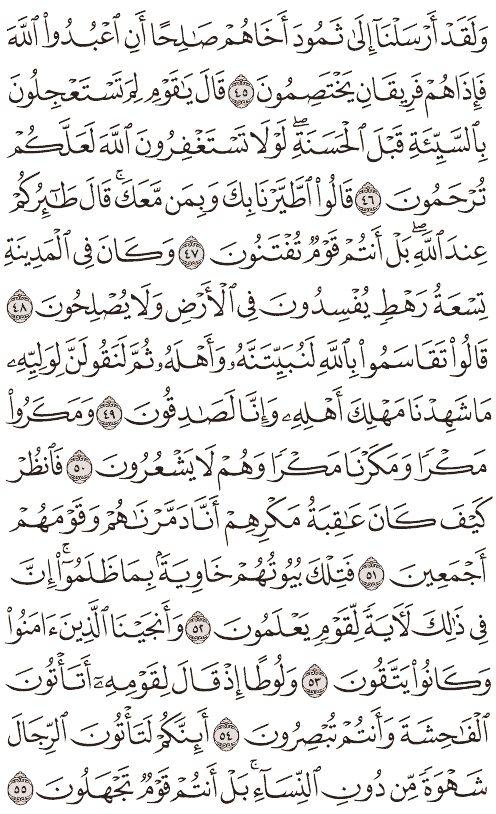 وَلَقَدۡ أَرۡسَلۡنَآ إِلَىٰ ثَمُودَ أَخَاهُمۡ صَٰلِحًا أَنِ ٱعۡبُدُواْ ٱللَّهَ
فَإِذَا هُمۡ فَرِيقَانِ يَخۡتَصِمُونَ ٤٥ قَالَ يَٰقَوۡمِ لِمَ تَسۡتَعۡجِلُونَ
بِٱلسَّيِّئَةِ قَبۡلَ ٱلۡحَسَنَةِۖ لَوۡلَا تَسۡتَغۡفِرُونَ ٱللَّهَ لَعَلَّكُمۡ
تُرۡحَمُونَ ٤٦ قَالُواْ ٱطَّيَّرۡنَا بِكَ وَبِمَن مَّعَكَۚ قَالَ طَٰٓئِرُكُمۡ
عِندَ ٱللَّهِۖ بَلۡ أَنتُمۡ قَوۡمٞ تُفۡتَنُونَ ٤٧ وَكَانَ فِي ٱلۡمَدِينَةِ
تِسۡعَةُ رَهۡطٖ يُفۡسِدُونَ فِي ٱلۡأَرۡضِ وَلَا يُصۡلِحُونَ ٤٨
قَالُواْ تَقَاسَمُواْ بِٱللَّهِ لَنُبَيِّتَنَّهُۥ وَأَهۡلَهُۥ ثُمَّ لَنَقُولَنَّ لِوَلِيِّهِۦ
مَا شَهِدۡنَا مَهۡلِكَ أَهۡلِهِۦ وَإِنَّا لَصَٰدِقُونَ ٤٩ وَمَكَرُواْ
مَكۡرٗا وَمَكَرۡنَا مَكۡرٗا وَهُمۡ لَا يَشۡعُرُونَ ٥٠ فَٱنظُرۡ
كَيۡفَ كَانَ عَٰقِبَةُ مَكۡرِهِمۡ أَنَّا دَمَّرۡنَٰهُمۡ وَقَوۡمَهُمۡ
أَجۡمَعِينَ ٥١ فَتِلۡكَ بُيُوتُهُمۡ خَاوِيَةَۢ بِمَا ظَلَمُوٓاْۚ إِنَّ
فِي ذَٰلِكَ لَأٓيَةٗ لِّقَوۡمٖ يَعۡلَمُونَ ٥٢ وَأَنجَيۡنَا ٱلَّذِينَ ءَامَنُواْ
وَكَانُواْ يَتَّقُونَ ٥٣ وَلُوطًا إِذۡ قَالَ لِقَوۡمِهِۦٓ أَتَأۡتُونَ
ٱلۡفَٰحِشَةَ وَأَنتُمۡ تُبۡصِرُونَ ٥٤ أَئِنَّكُمۡ لَتَأۡتُونَ ٱلرِّجَالَ
شَهۡوَةٗ مِّن دُونِ ٱلنِّسَآءِۚ بَلۡ أَنتُمۡ قَوۡمٞ تَجۡهَلُونَ ٥٥